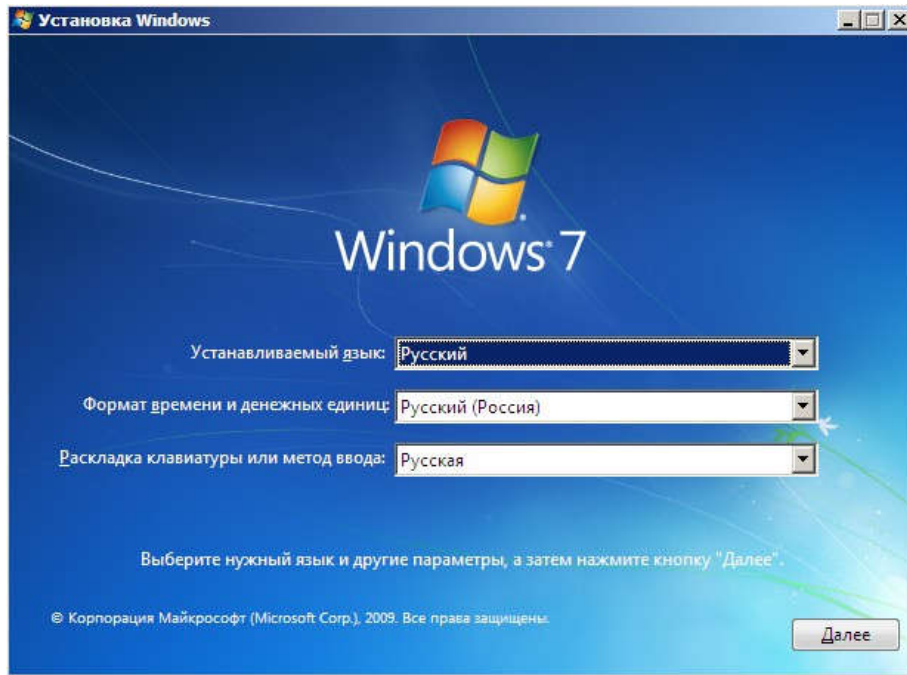 Установка Windows
Windows® 7
Устанавливаемый язык: Русский
Формат времени и денежных единиц: Русский (Россия)
Раскладка клавиатуры или метод ввода: Русская
Выберите нужный язык и другие параметры, а затем нажмите кнопку "Далее".
© Корпорация Майкрософт (Microsoft Corp.), 2009. Все права защищены.
Далее